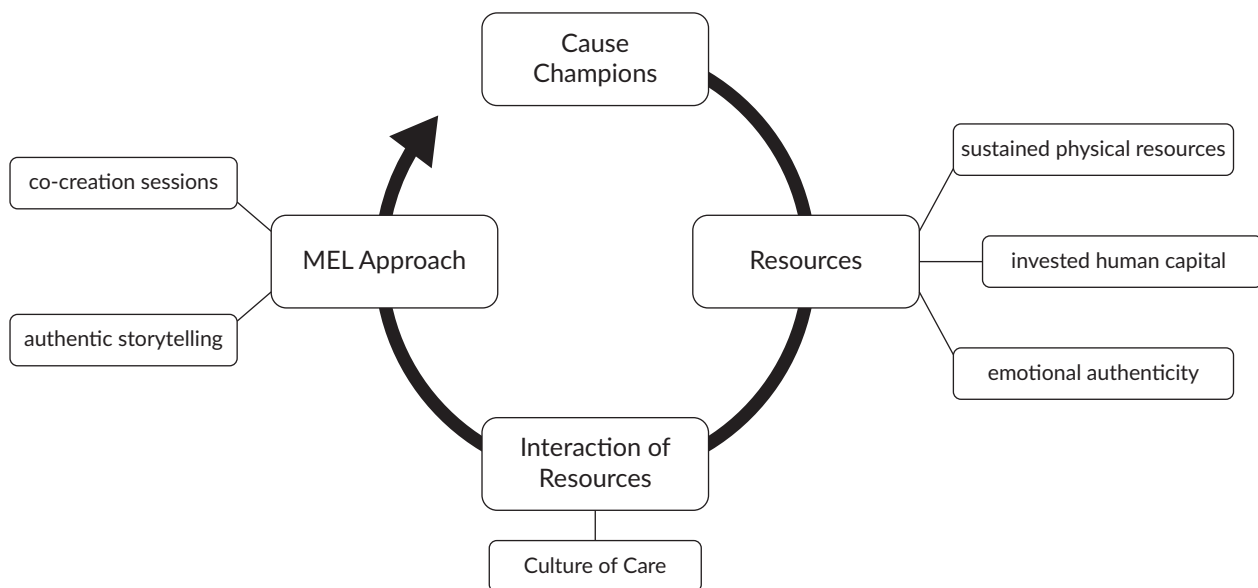 Cause
Champions
sustained physical resources
co-creation sessions
MEL Approach
Resources
invested human capital
authentic storytelling
emotional authenticity
Interaction of
Resources
Culture of Care